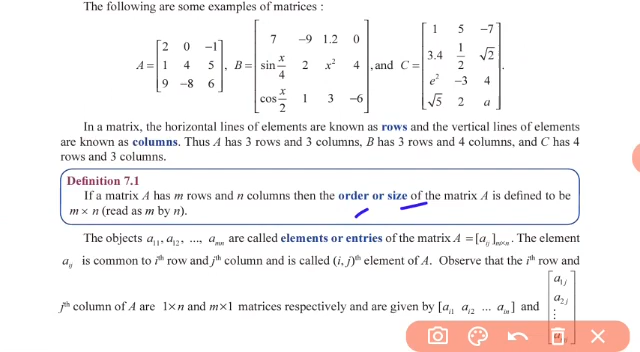 The following are some examples of matrices :
A = [2 0 −1; 1 4 5; 9 −8 6], B = [7 −9 1.2 0; sin x/4 2 x² 4; cos x/2 1 3 −6], and C = [1 5 −7; 3.4 1/2 √2; e² −3 4; √5 2 a].
In a matrix, the horizontal lines of elements are known as rows and the vertical lines of elements
are known as columns. Thus A has 3 rows and 3 columns, B has 3 rows and 4 columns, and C has 4
rows and 3 columns.
Definition 7.1
If a matrix A has m rows and n columns then the order or size of the matrix A is defined to be
m × n (read as m by n).
The objects a₁₁, a₁₂, ..., aₘₙ are called elements or entries of the matrix A = [aᵢⱼ]ₘ×ₙ. The element
aᵢⱼ is common to iᵗʰ row and jᵗʰ column and is called (i, j)ᵗʰ element of A. Observe that the iᵗʰ row and
jᵗʰ column of A are 1×n and m×1 matrices respectively and are given by [aᵢ₁ aᵢ₂ ... aᵢₙ] and [a₁ⱼ; a₂ⱼ; ⋮